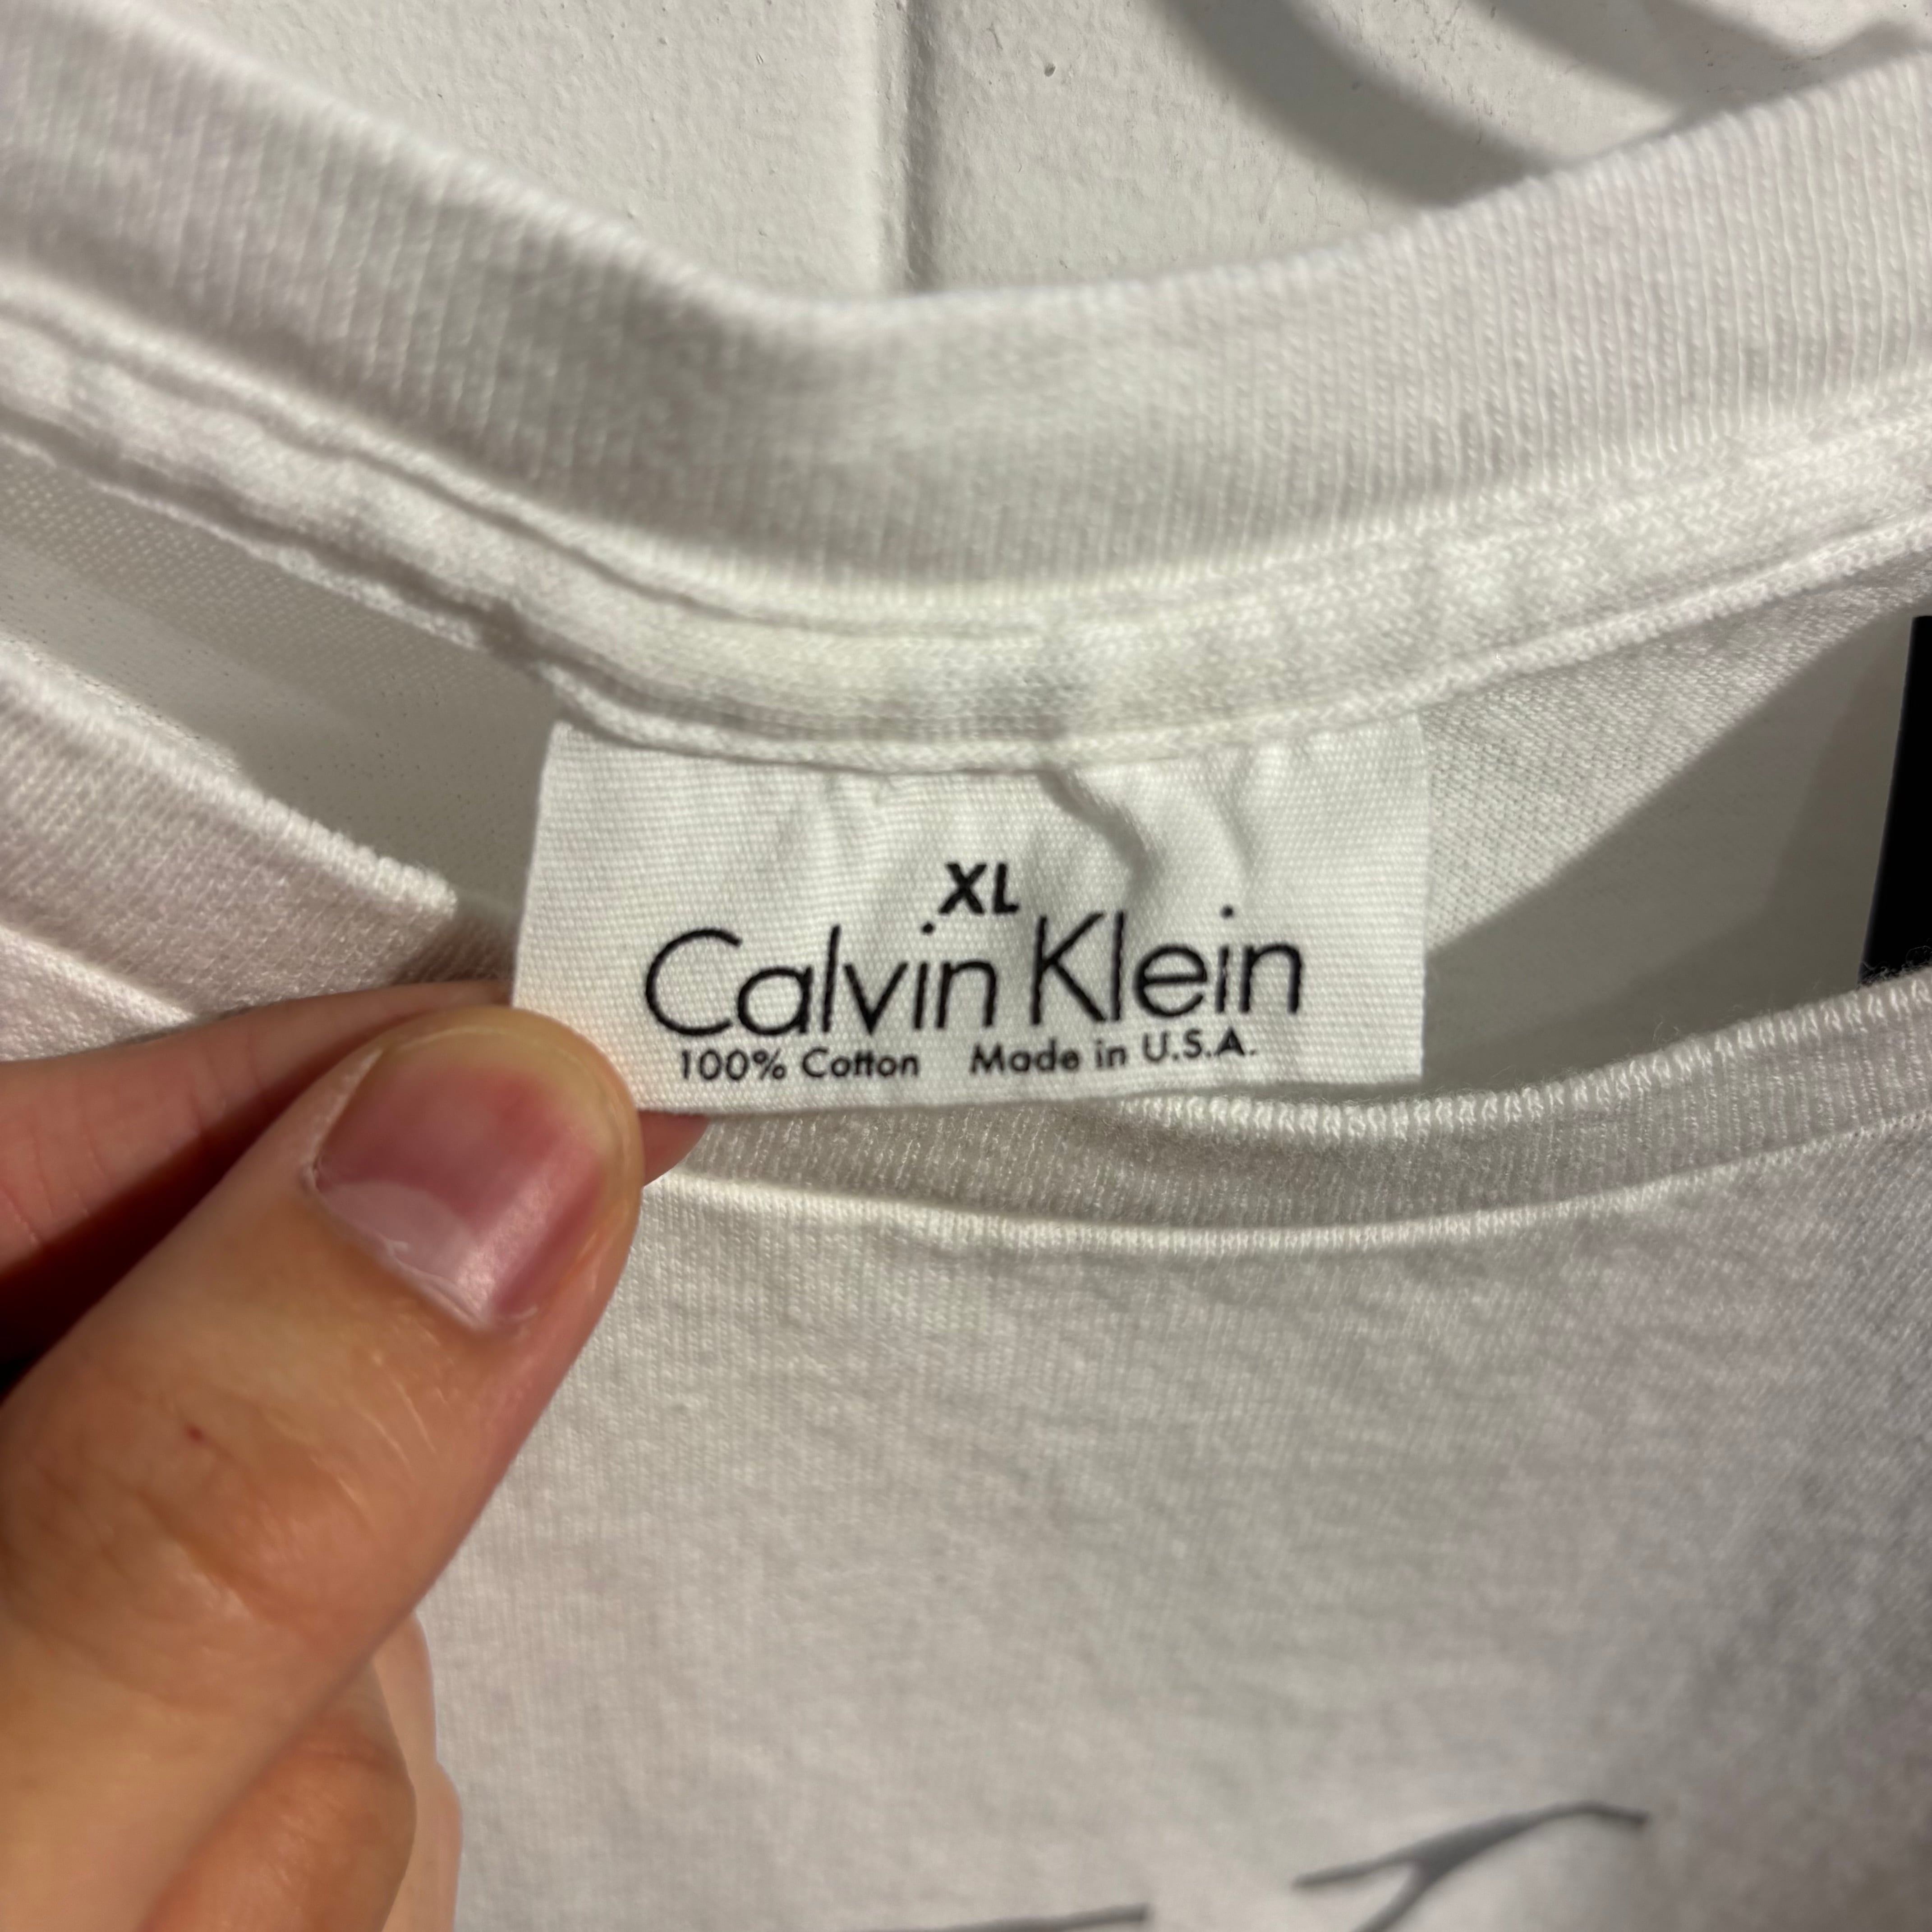 XL
Calvin Klein
100% Cotton Made in U.S.A.